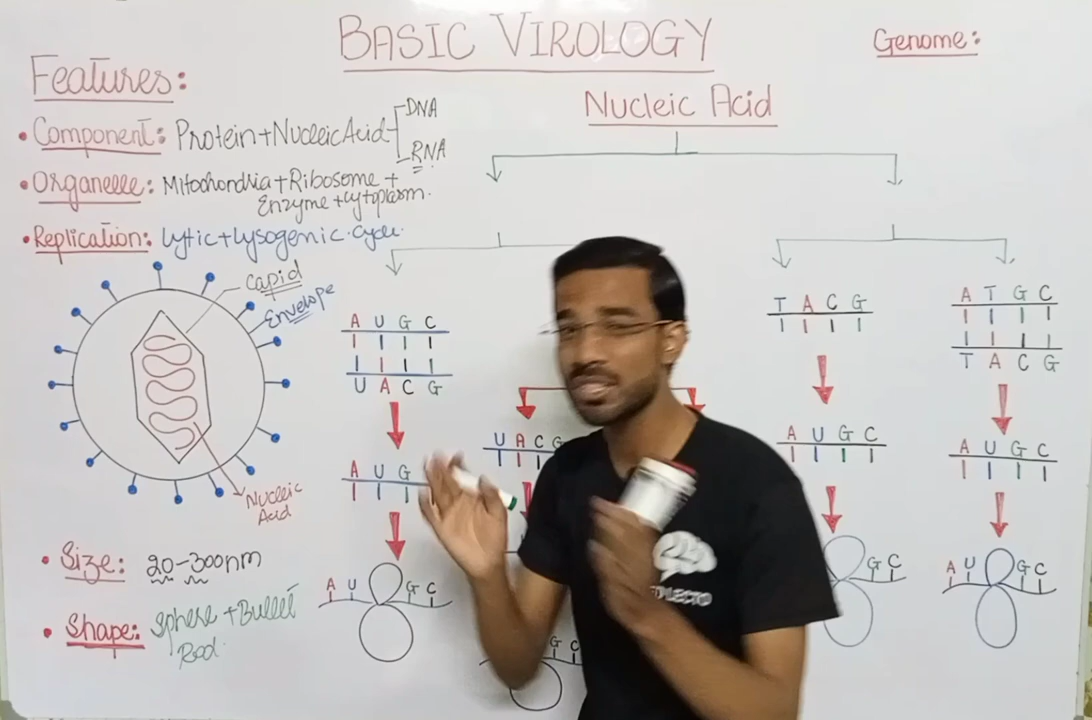 BASIC VIROLOGY
Genome:
Features:
Nucleic Acid
• Component: Protein+Nucleic Acid
DNA
RNA
• Organelle: Mitochondria+Ribosome+
Enzyme+cytoplasm.
• Replication: Lytic+Lysogenic.cycle.
Capid
+
Envelope
Nucleic
Acid
• Size: 20-300nm
• Shape: Sphere+Bullet
Rod.
A U G C
U A C G
A U G
A U G C
U A C G
G C
T A C G
A U G C
G C
A T G C
T A C G
A U G C
A U G C